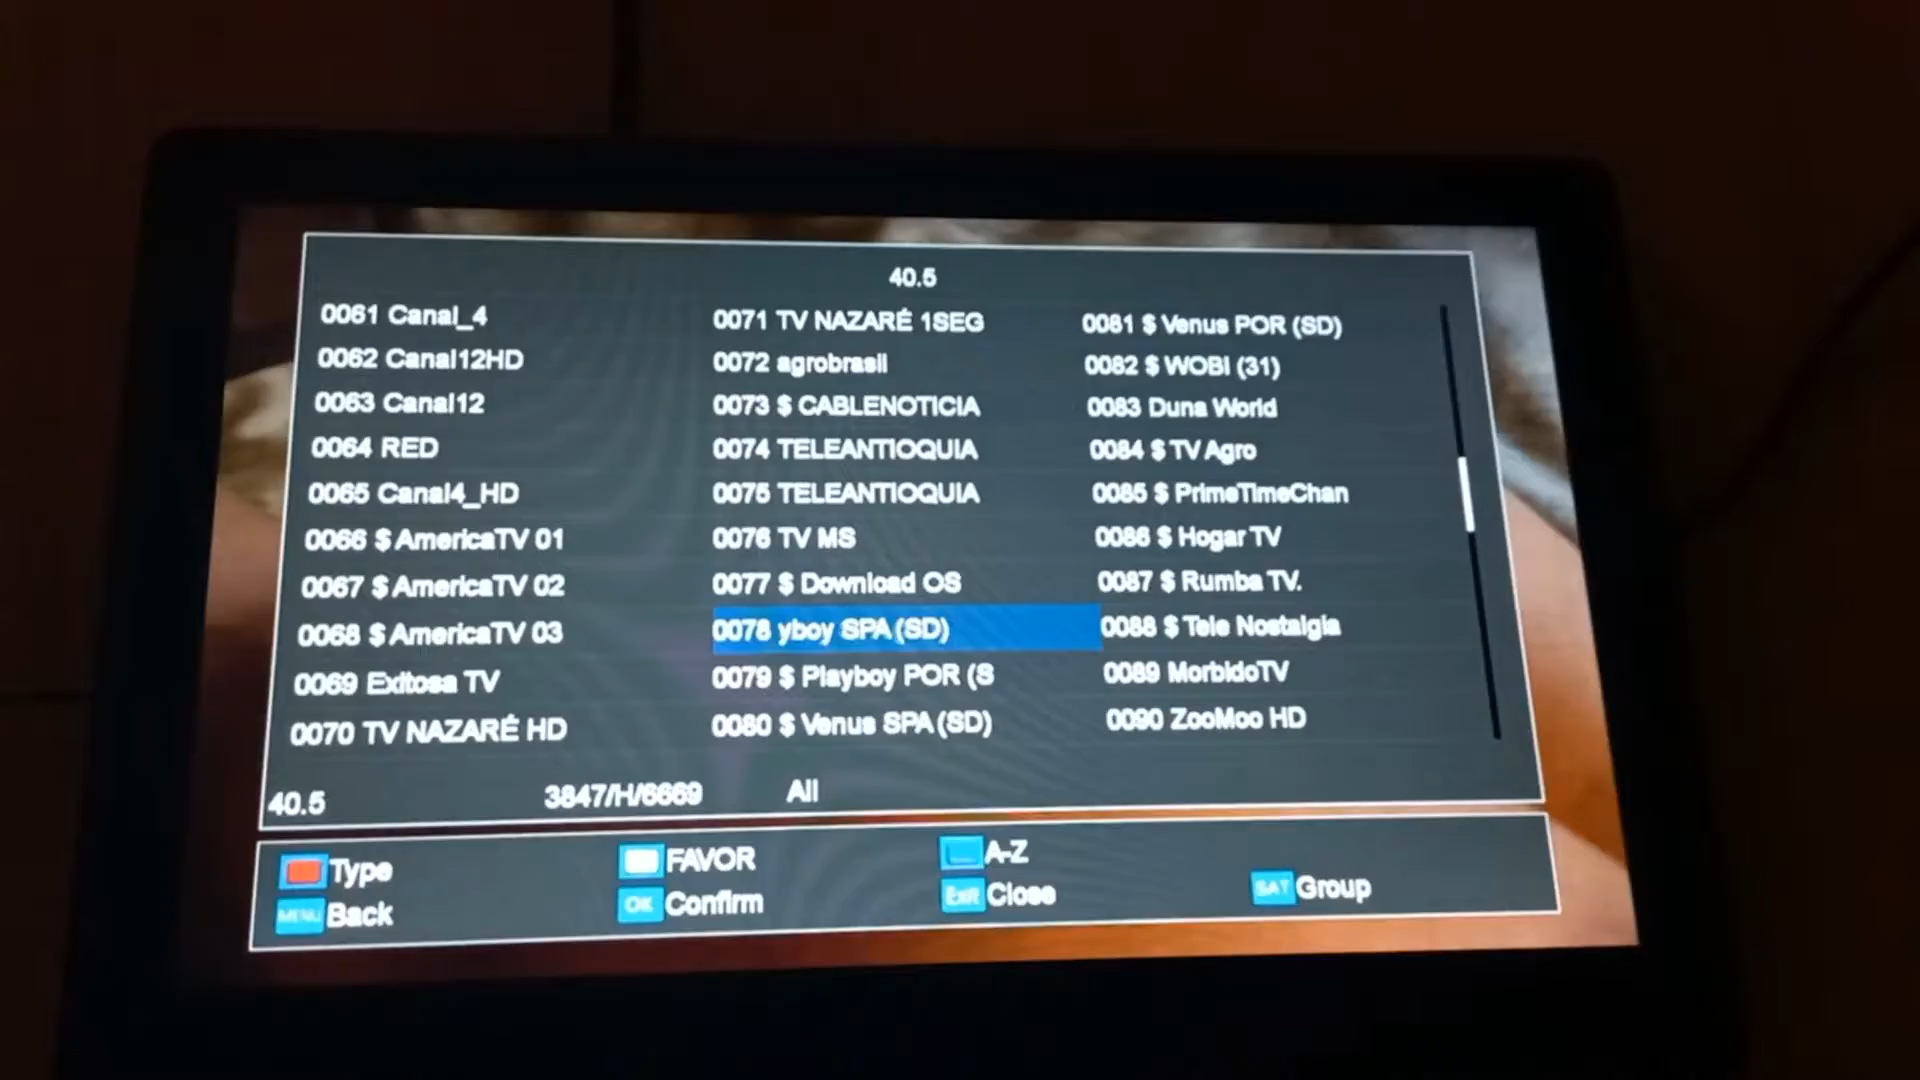 40.5
0061 Canal_4
0062 Canal12HD
0063 Canal12
0064 RED
0065 Canal4_HD
0066 $ AmericaTV 01
0067 $ AmericaTV 02
0068 $ AmericaTV 03
0069 Exitosa TV
0070 TV NAZARÉ HD
0071 TV NAZARÉ 1SEG
0072 agrobrasil
0073 $ CABLENOTICIA
0074 TELEANTIOQUIA
0075 TELEANTIOQUIA
0076 TV MS
0077 $ Download OS
0078 yboy SPA (SD)
0079 $ Playboy POR (S
0080 $ Venus SPA (SD)
0081 $ Venus POR (SD)
0082 $ WOBI (31)
0083 Duna World
0084 $ TV Agro
0085 $ PrimeTimeChan
0086 $ Hogar TV
0087 $ Rumba TV.
0088 $ Tele Nostalgia
0089 MorbidoTV
0090 ZooMoo HD
40.5 3847/H/6669 All
Type FAVOR A-Z
MENU Back OK Confirm Exit Close SAT Group